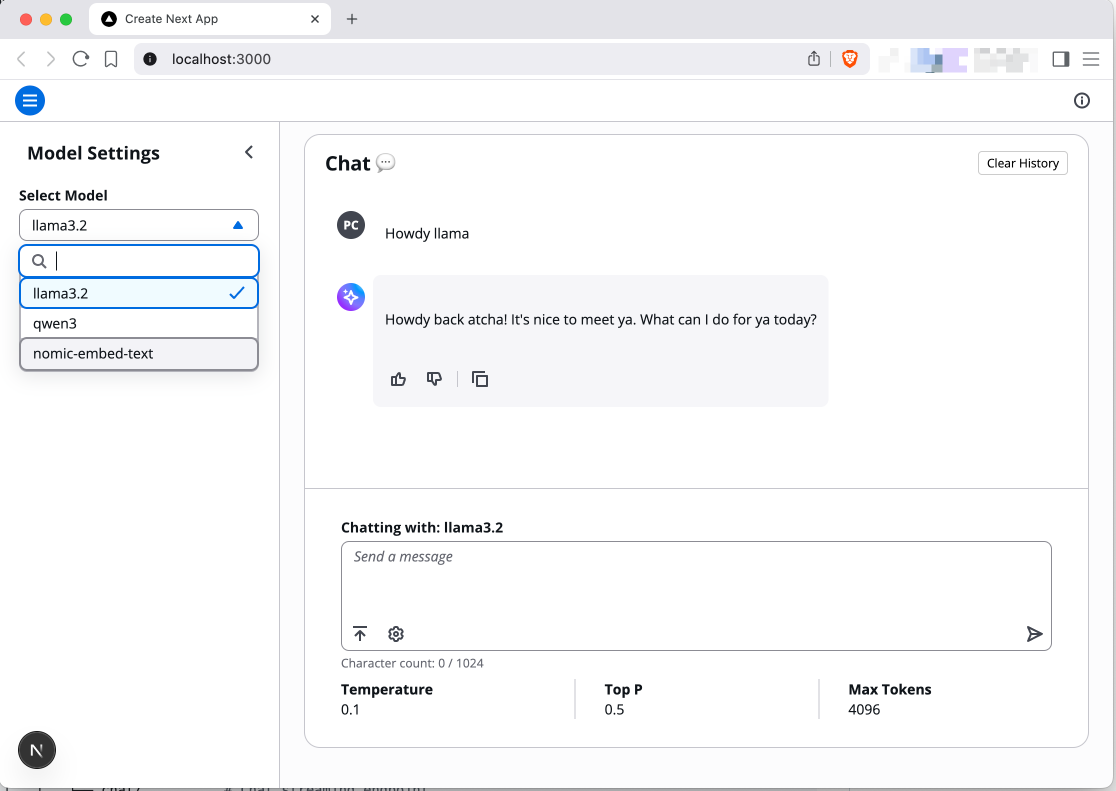 Create Next App
localhost:3000
Model Settings
Select Model
llama3.2
llama3.2
qwen3
nomic-embed-text
Chat
Clear History
PC
Howdy llama
Howdy back atcha! It's nice to meet ya. What can I do for ya today?
Chatting with: llama3.2
Send a message
Character count: 0 / 1024
Temperature
0.1
Top P
0.5
Max Tokens
4096
N